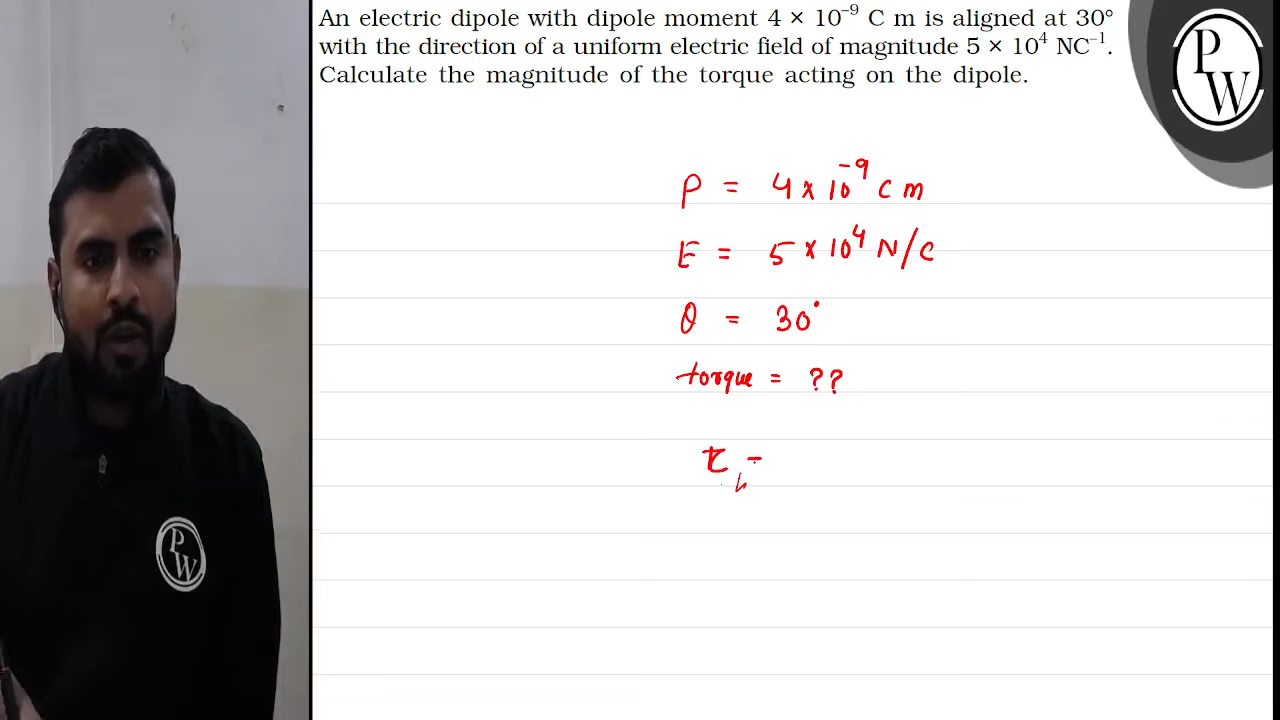 An electric dipole with dipole moment 4 × 10⁻⁹ C m is aligned at 30°
with the direction of a uniform electric field of magnitude 5 × 10⁴ NC⁻¹.
Calculate the magnitude of the torque acting on the dipole.
PW
P = 4 × 10⁻⁹ C m
E = 5 × 10⁴ N/C
θ = 30°
torque = ??
τ =
PW